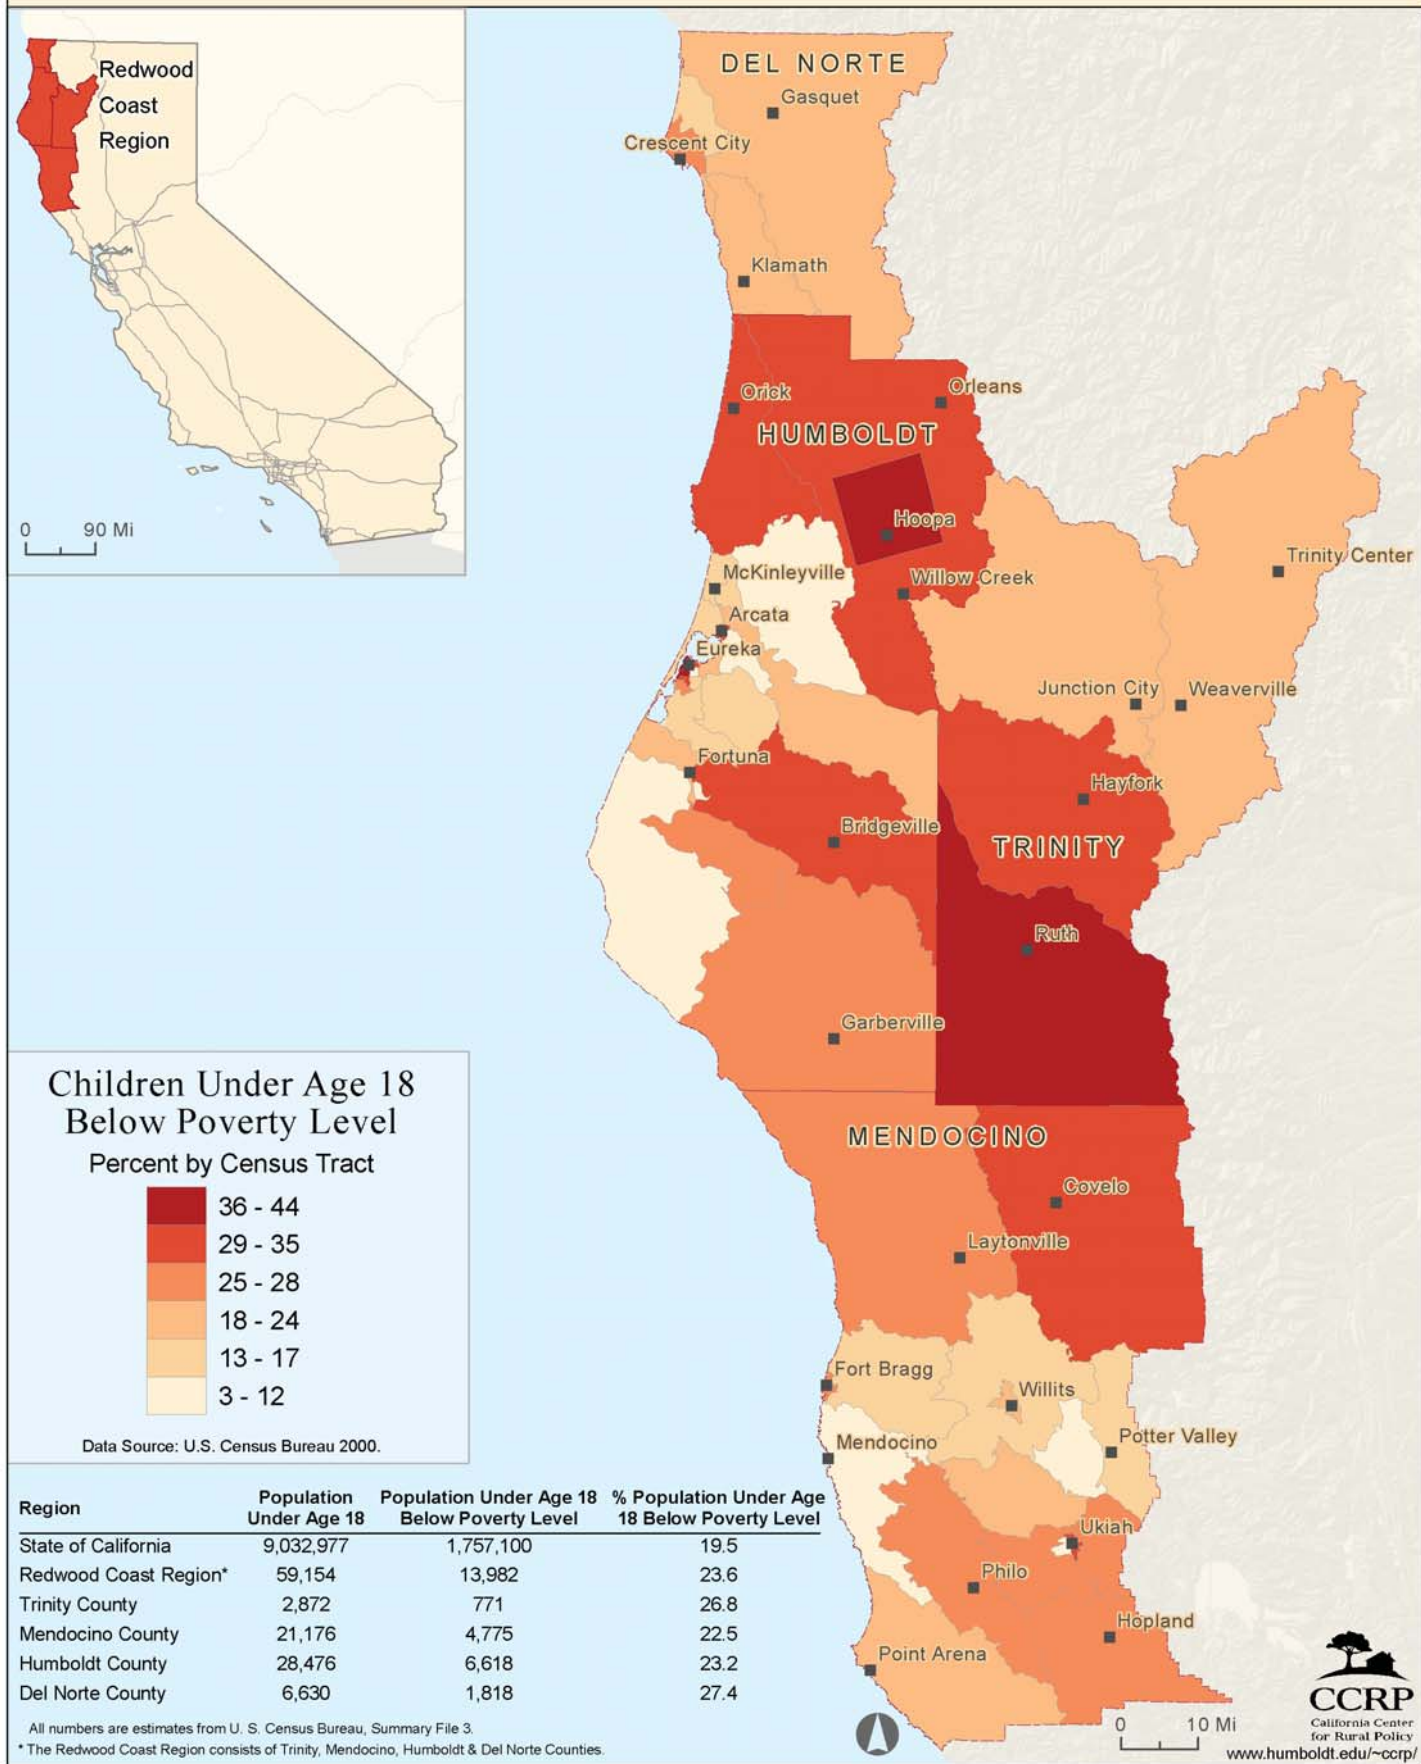 Redwood
Coast
Region
0 90 Mi
DEL NORTE
Gasquet
Crescent City
Klamath
Orick
Orleans
HUMBOLDT
Hoopa
Trinity Center
McKinleyville
Willow Creek
Arcata
Eureka
Junction City
Weaverville
Fortuna
Hayfork
Bridgeville
TRINITY
Ruth
Garberville
MENDOCINO
Covelo
Laytonville
Fort Bragg
Willits
Mendocino
Potter Valley
Ukiah
Philo
Hopland
Point Arena
Children Under Age 18
Below Poverty Level
Percent by Census Tract
36 - 44
29 - 35
25 - 28
18 - 24
13 - 17
3 - 12
Data Source: U.S. Census Bureau 2000.
Region Population Under Age 18 Population Under Age 18 Below Poverty Level % Population Under Age 18 Below Poverty Level
State of California 9,032,977 1,757,100 19.5
Redwood Coast Region* 59,154 13,982 23.6
Trinity County 2,872 771 26.8
Mendocino County 21,176 4,775 22.5
Humboldt County 28,476 6,618 23.2
Del Norte County 6,630 1,818 27.4
All numbers are estimates from U. S. Census Bureau, Summary File 3.
* The Redwood Coast Region consists of Trinity, Mendocino, Humboldt & Del Norte Counties.
0 10 Mi
CCRP
California Center
for Rural Policy
www.humboldt.edu/~ccrp/